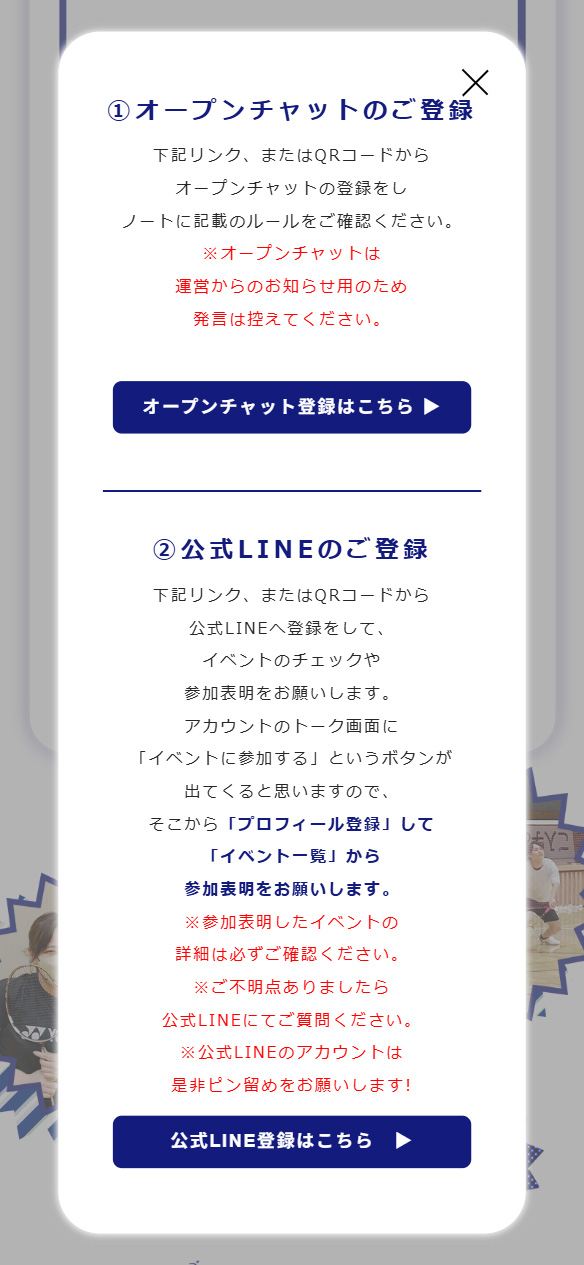 ①オープンチャットのご登録
下記リンク、またはQRコードから
オープンチャットの登録をし
ノートに記載のルールをご確認ください。
※オープンチャットは
運営からのお知らせ用のため
発言は控えてください。
オープンチャット登録はこちら ▶
②公式LINEのご登録
下記リンク、またはQRコードから
公式LINEへ登録をして、
イベントのチェックや
参加表明をお願いします。
アカウントのトーク画面に
「イベントに参加する」というボタンが
出てくると思いますので、
そこから「プロフィール登録」して
「イベント一覧」から
参加表明をお願いします。
※参加表明したイベントの
詳細は必ずご確認ください。
※ご不明点ありましたら
公式LINEにてご質問ください。
※公式LINEのアカウントは
是非ピン留めをお願いします!
公式LINE登録はこちら ▶